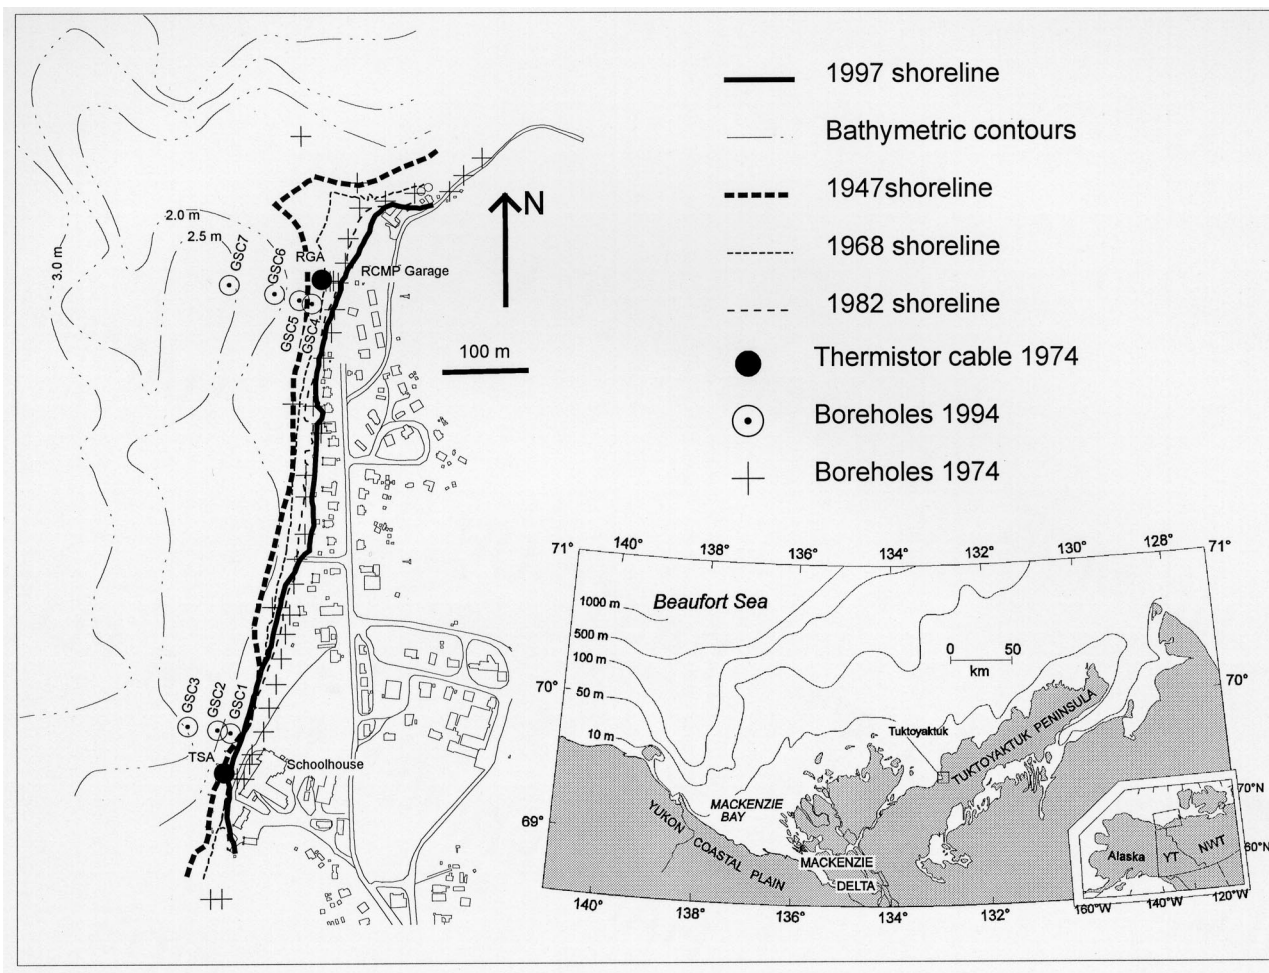 1997 shoreline
Bathymetric contours
1947shoreline
1968 shoreline
1982 shoreline
Thermistor cable 1974
Boreholes 1994
Boreholes 1974
N
100 m
2.0 m
2.5 m
3.0 m
GSC7
GSC6
GSC5
GSC4
RGA
RCMP Garage
GSC3
GSC2
GSC1
TSA
Schoolhouse
71°
140°
138°
136°
134°
132°
130°
128°
71°
1000 m
500 m
100 m
50 m
10 m
Beaufort Sea
0 50
km
70°
70°
69°
Tuktoyaktuk
TUKTOYAKTUK PENINSULA
MACKENZIE
BAY
YUKON COASTAL PLAIN
MACKENZIE
DELTA
140°
138°
136°
134°
132°
Alaska
YT
NWT
70°N
60°N
160°W
140°W
120°W